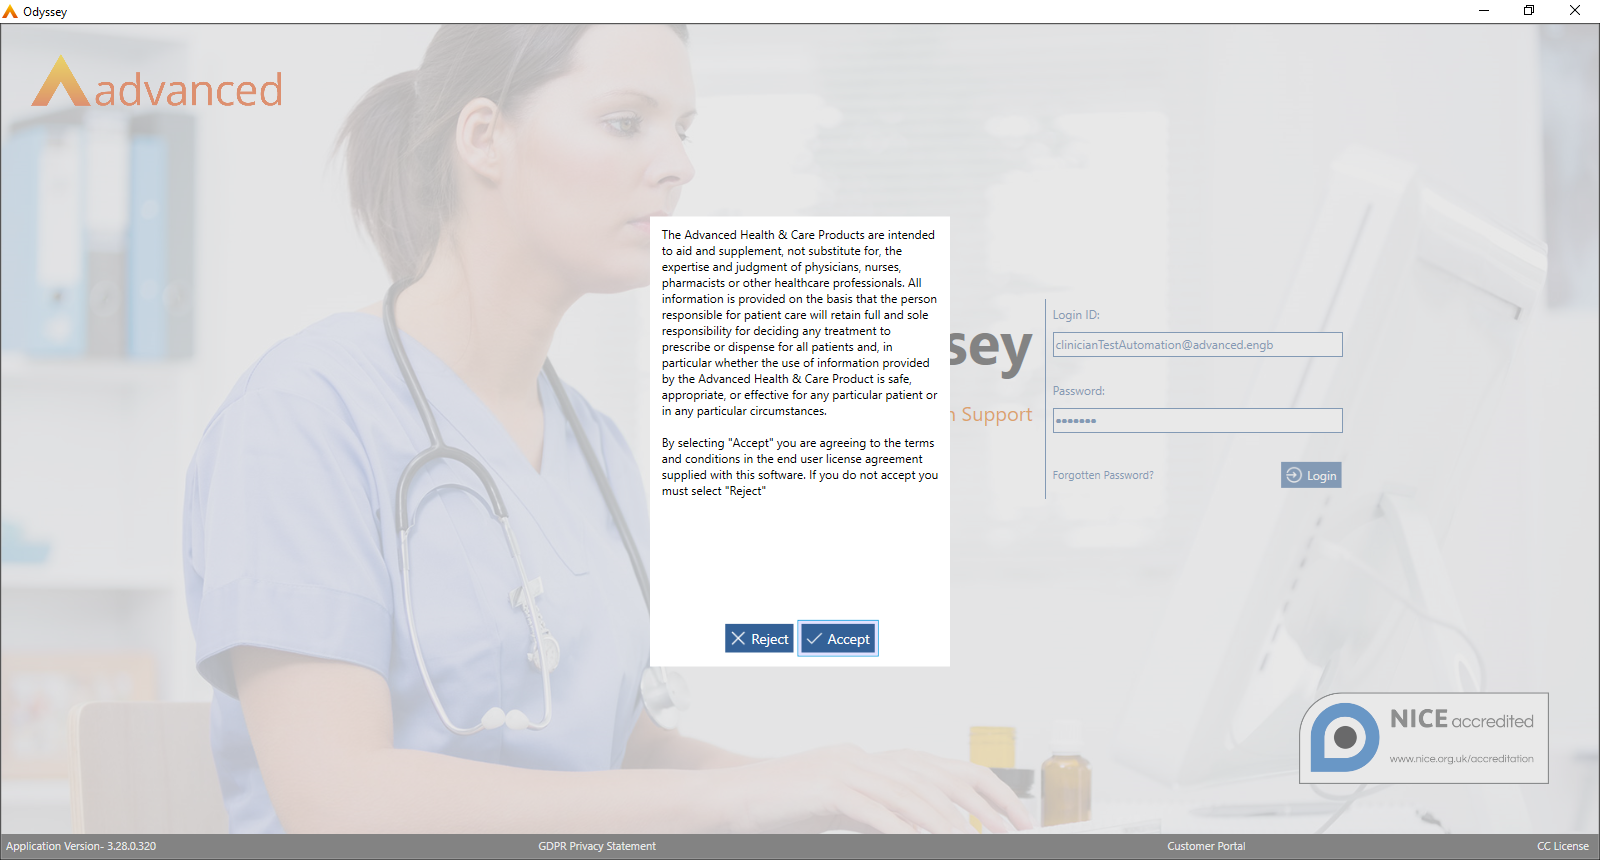 Odyssey
advanced
The Advanced Health & Care Products are intended
to aid and supplement, not substitute for, the
expertise and judgment of physicians, nurses,
pharmacists or other healthcare professionals. All
information is provided on the basis that the person
responsible for patient care will retain full and sole
responsibility for deciding any treatment to
prescribe or dispense for all patients and, in
particular whether the use of information provided
by the Advanced Health & Care Product is safe,
appropriate, or effective for any particular patient or
in any particular circumstances.
By selecting "Accept" you are agreeing to the terms
and conditions in the end user license agreement
supplied with this software. If you do not accept you
must select "Reject"
Reject
Accept
sey
Support
Login ID:
clinicianTestAutomation@advanced.engb
Password:
•••••••
Forgotten Password?
Login
NICE accredited
www.nice.org.uk/accreditation
Application Version- 3.28.0.320
GDPR Privacy Statement
Customer Portal
CC License